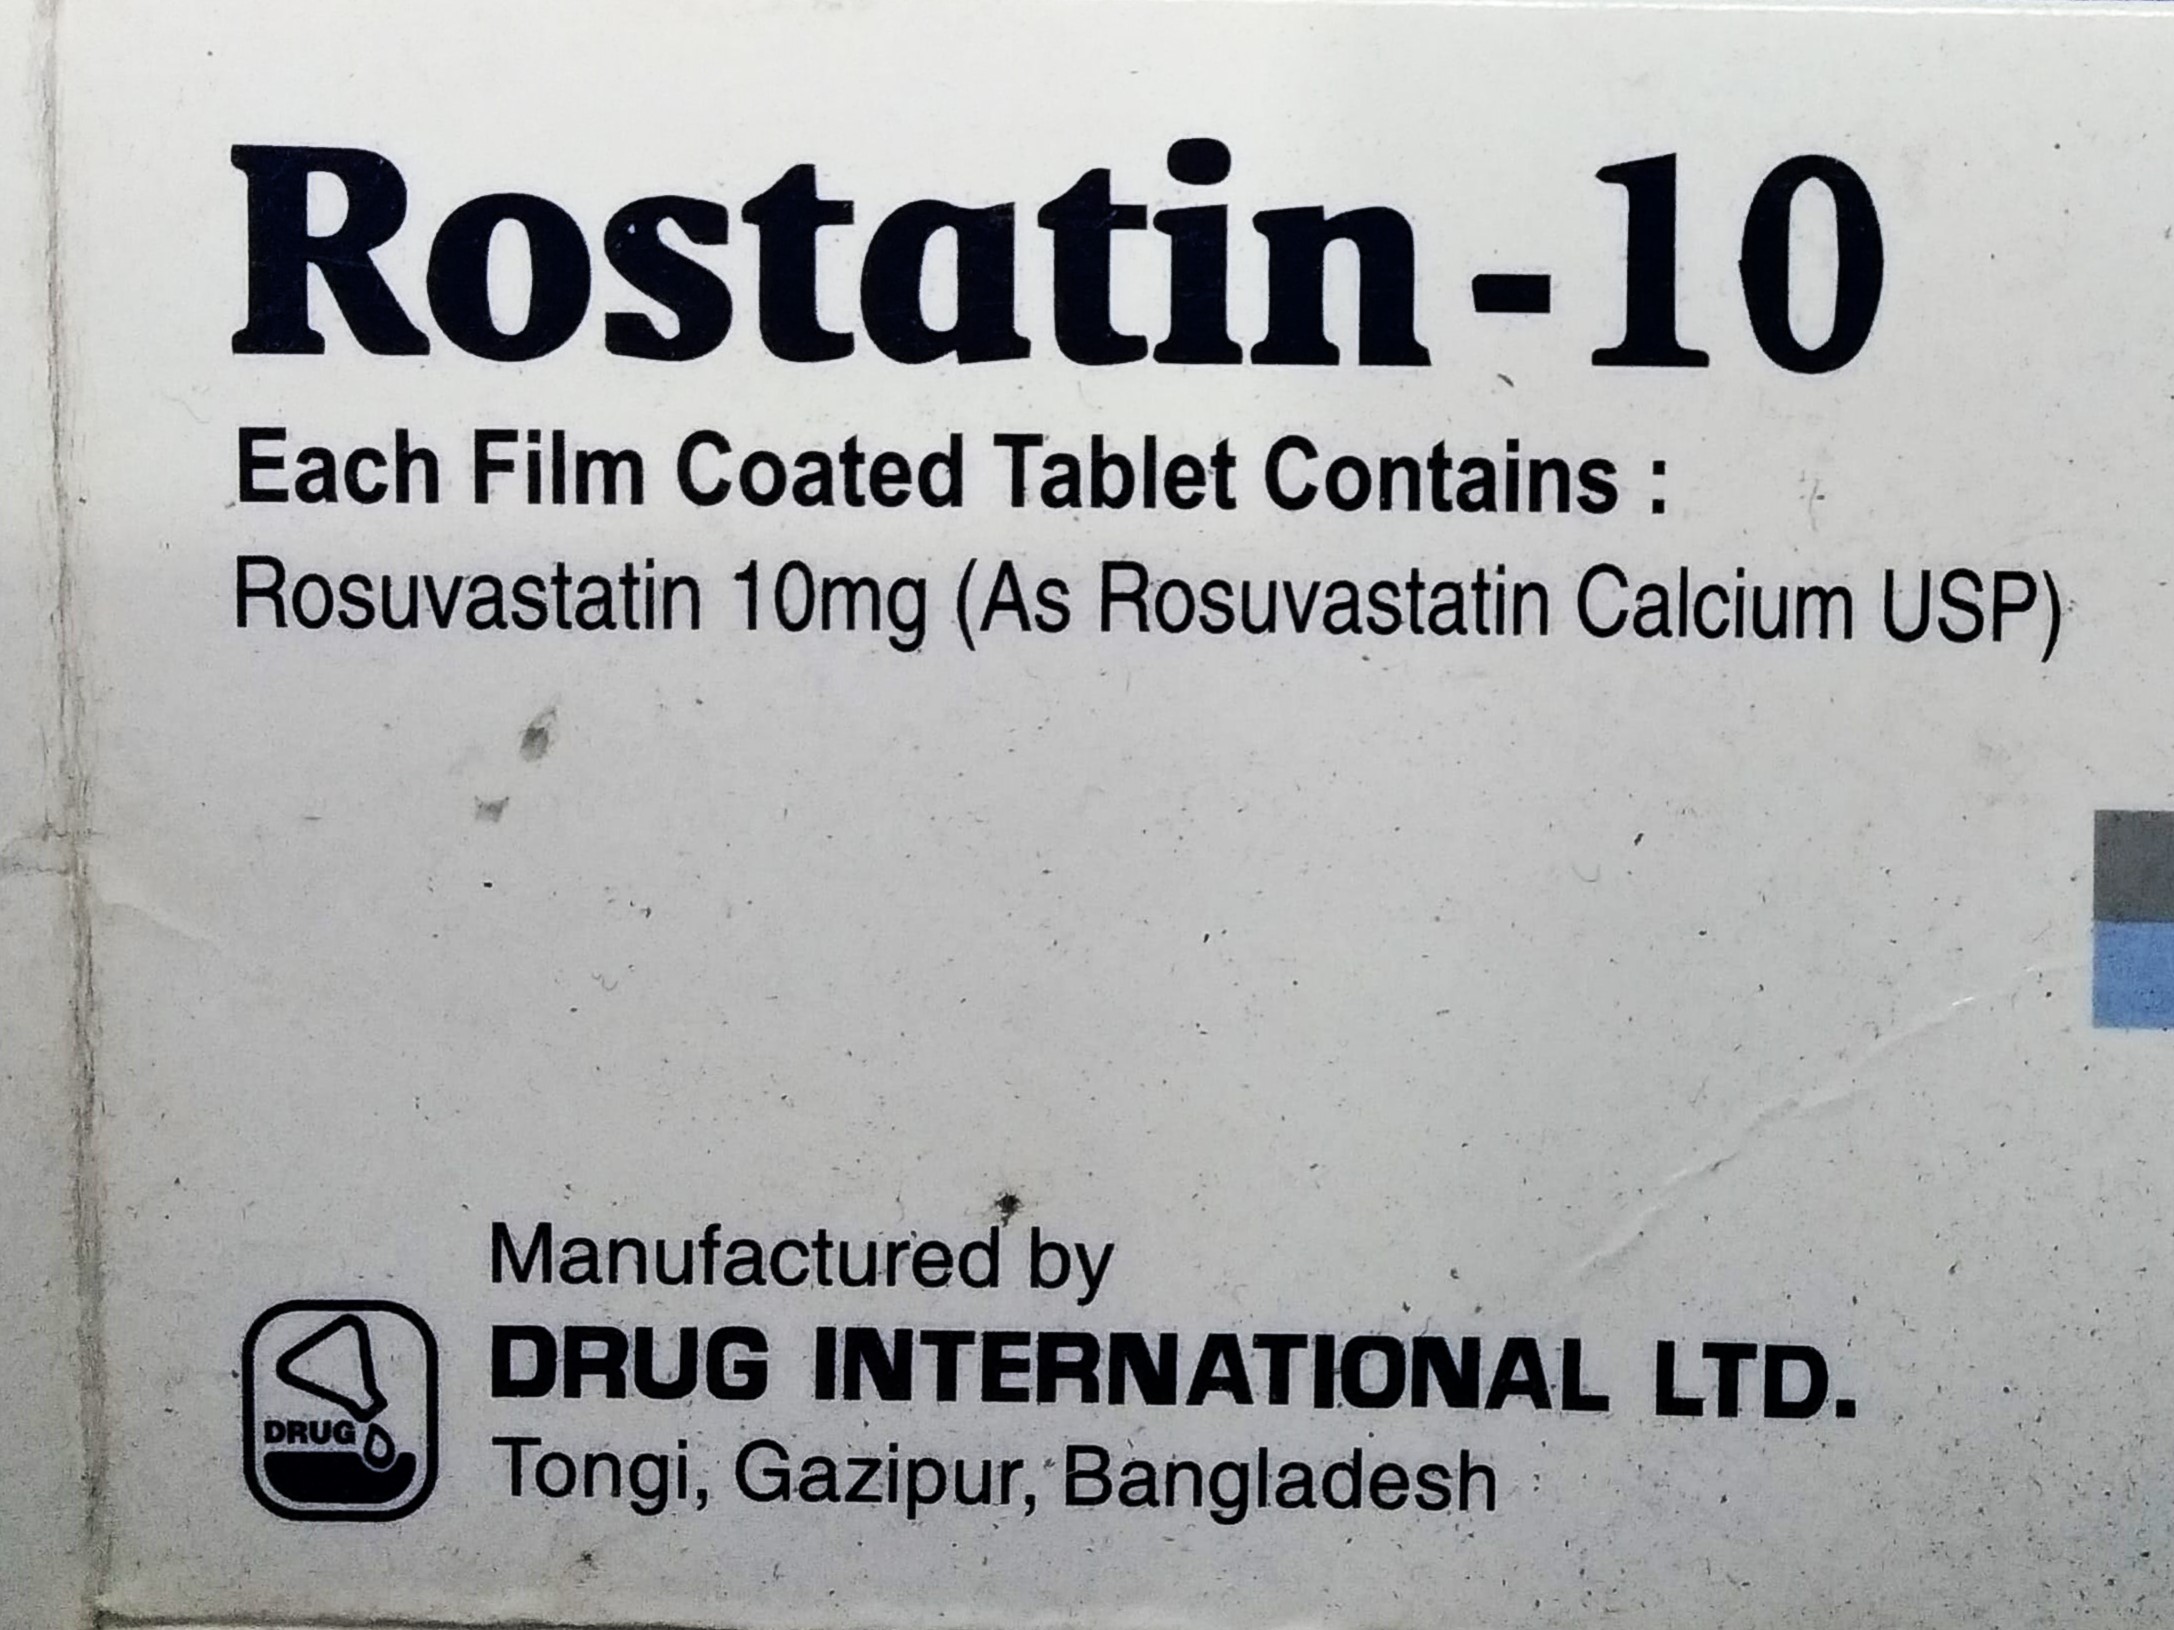 Rostatin - 10
Each Film Coated Tablet Contains :
Rosuvastatin 10mg (As Rosuvastatin Calcium USP)
Manufactured by
DRUG INTERNATIONAL LTD.
DRUG
Tongi, Gazipur, Bangladesh